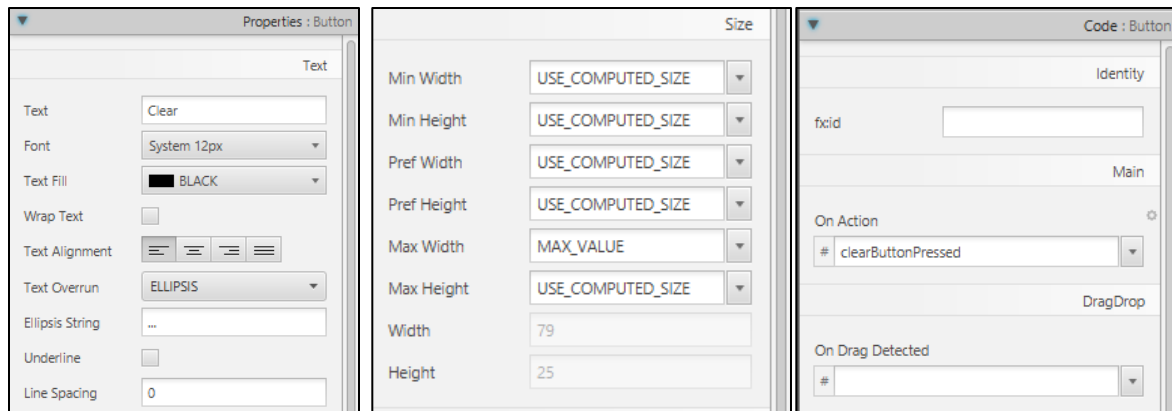 Properties : Button
Text
Text Clear
Font System 12px
Text Fill BLACK
Wrap Text
Text Alignment
Text Overrun ELLIPSIS
Ellipsis String ...
Underline
Line Spacing 0
Size
Min Width USE_COMPUTED_SIZE
Min Height USE_COMPUTED_SIZE
Pref Width USE_COMPUTED_SIZE
Pref Height USE_COMPUTED_SIZE
Max Width MAX_VALUE
Max Height USE_COMPUTED_SIZE
Width 79
Height 25
Code : Button
Identity
fx:id
Main
On Action
# clearButtonPressed
DragDrop
On Drag Detected
#